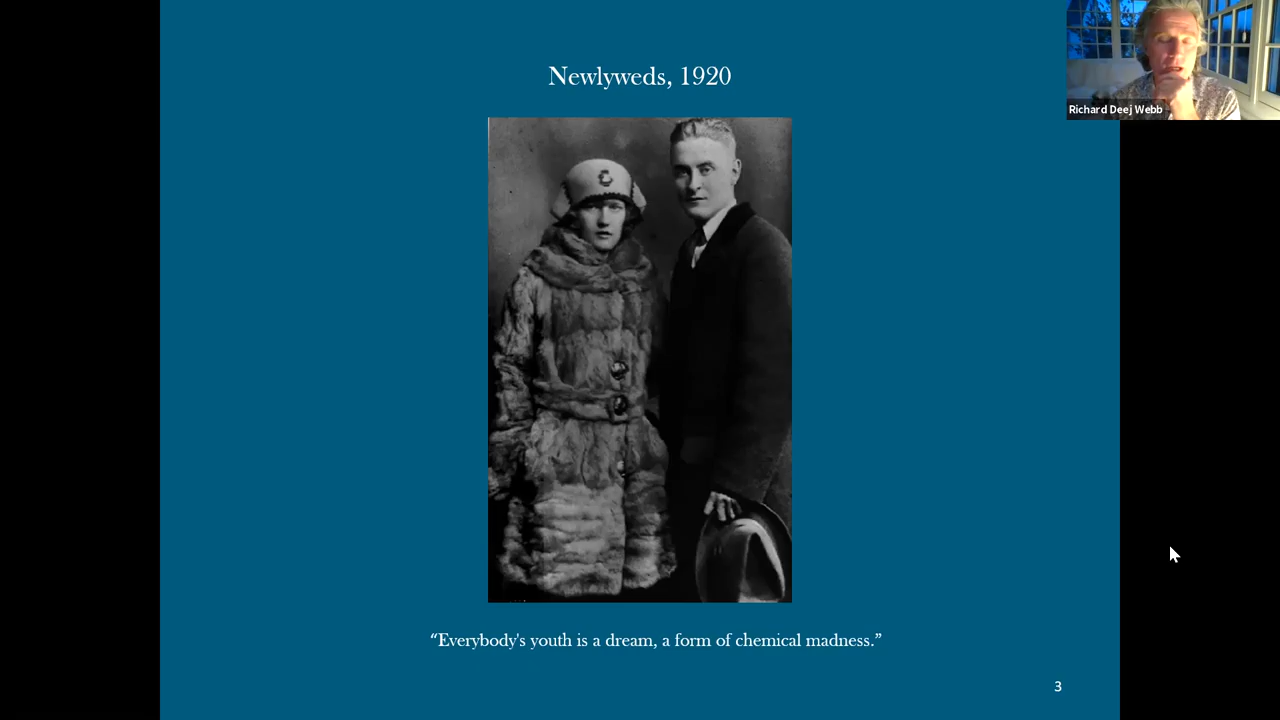 Newlyweds, 1920
Richard Deej Webb
“Everybody's youth is a dream, a form of chemical madness.”
3